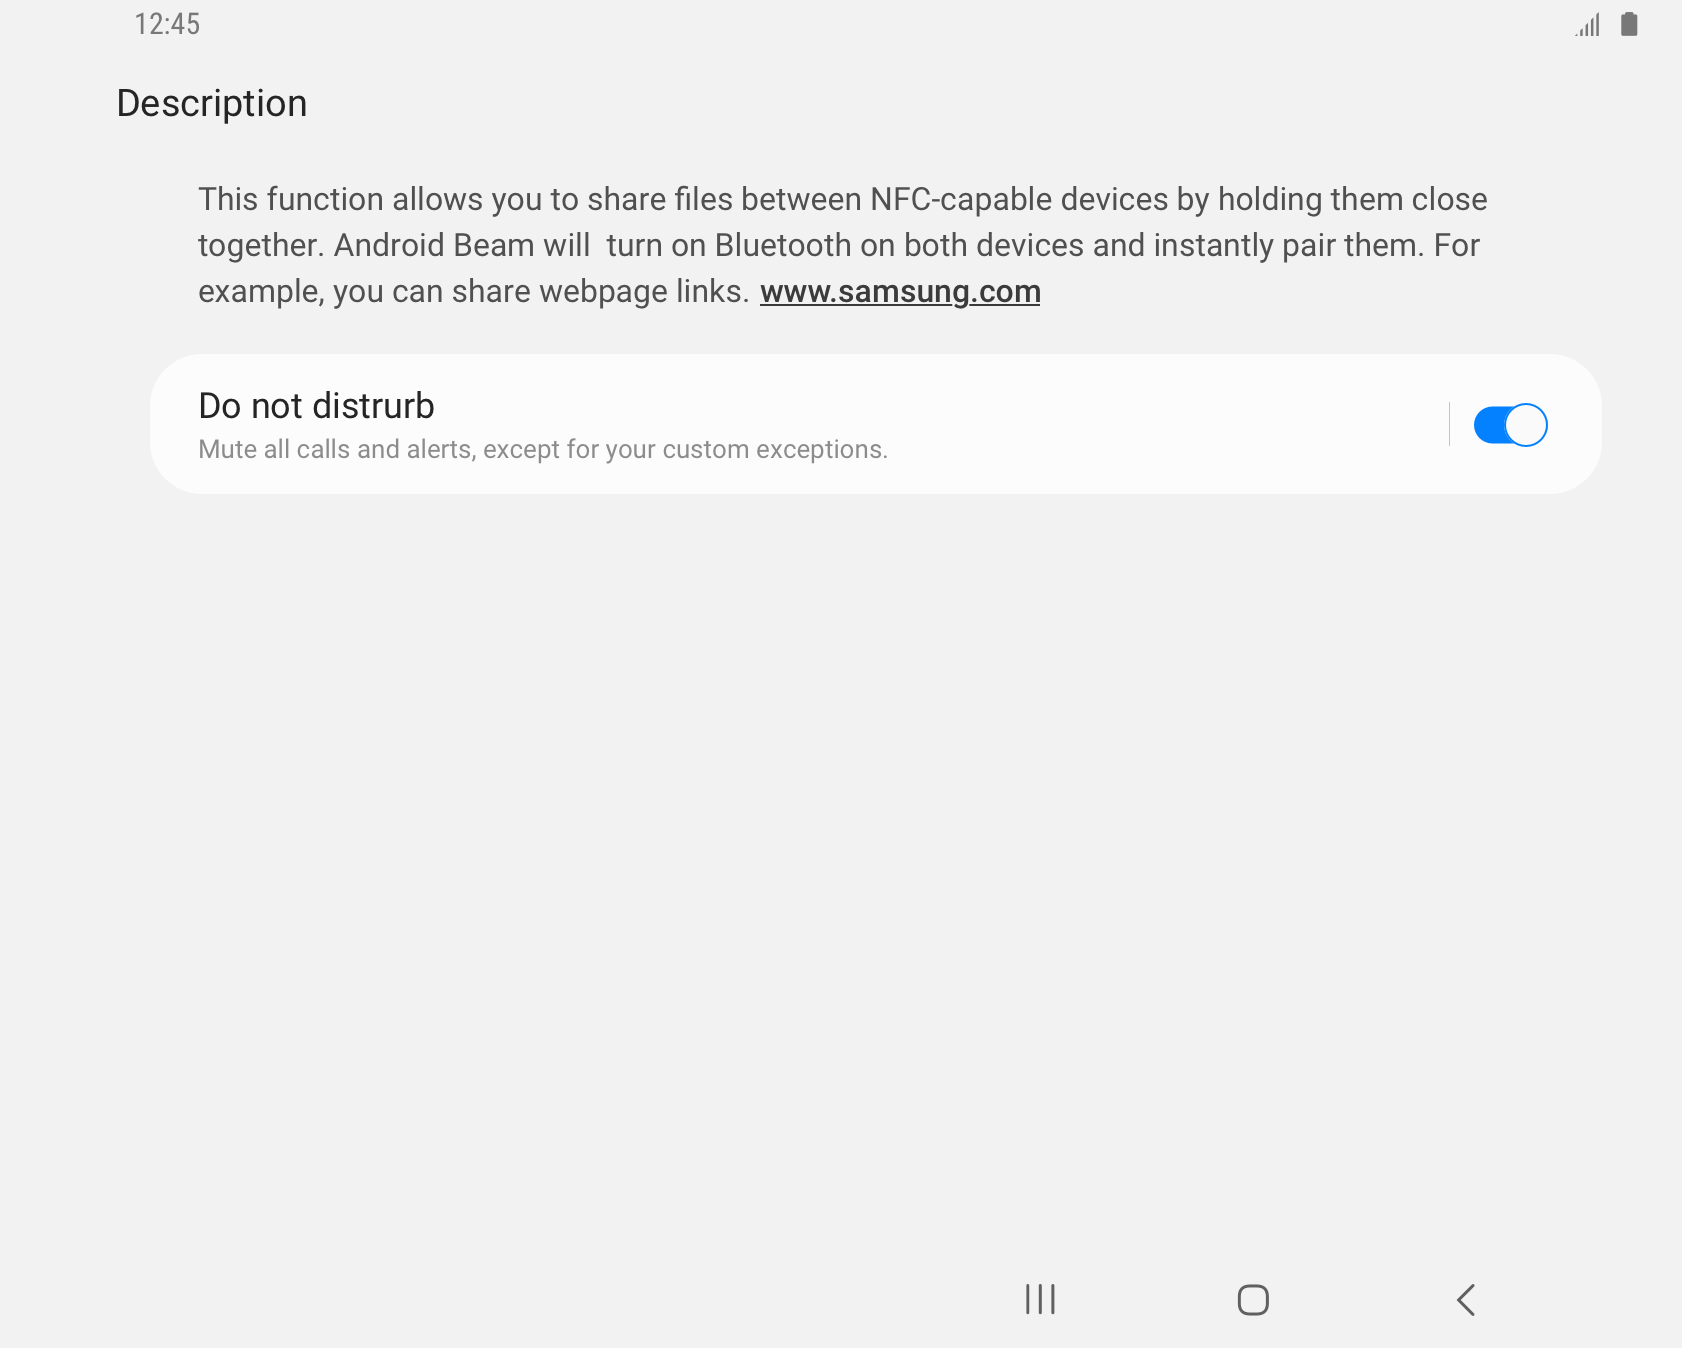 12:45
Description
This function allows you to share files between NFC-capable devices by holding them close
together. Android Beam will  turn on Bluetooth on both devices and instantly pair them. For
example, you can share webpage links. www.samsung.com
Do not distrurb
Mute all calls and alerts, except for your custom exceptions.